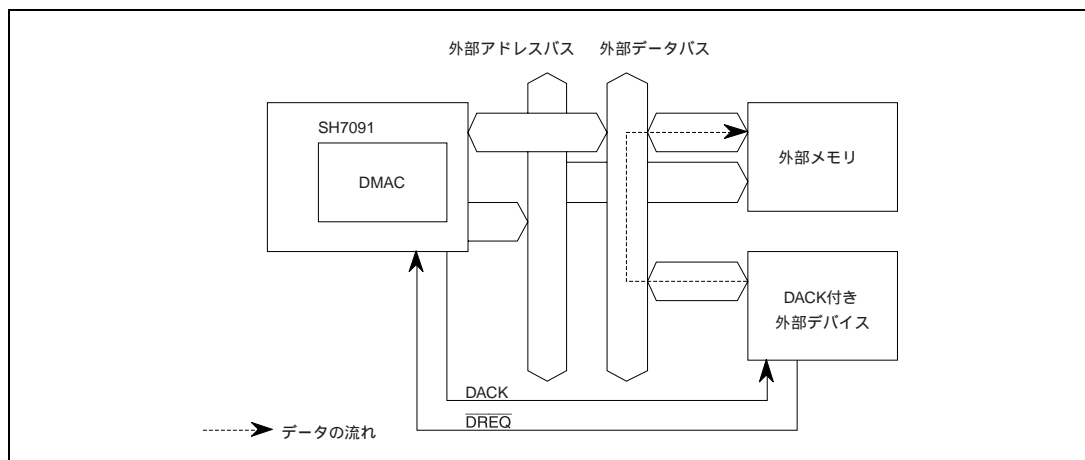 外部アドレスバス 外部データバス
SH7091
DMAC
外部メモリ
DACK付き
外部デバイス
DACK
DREQ
データの流れ